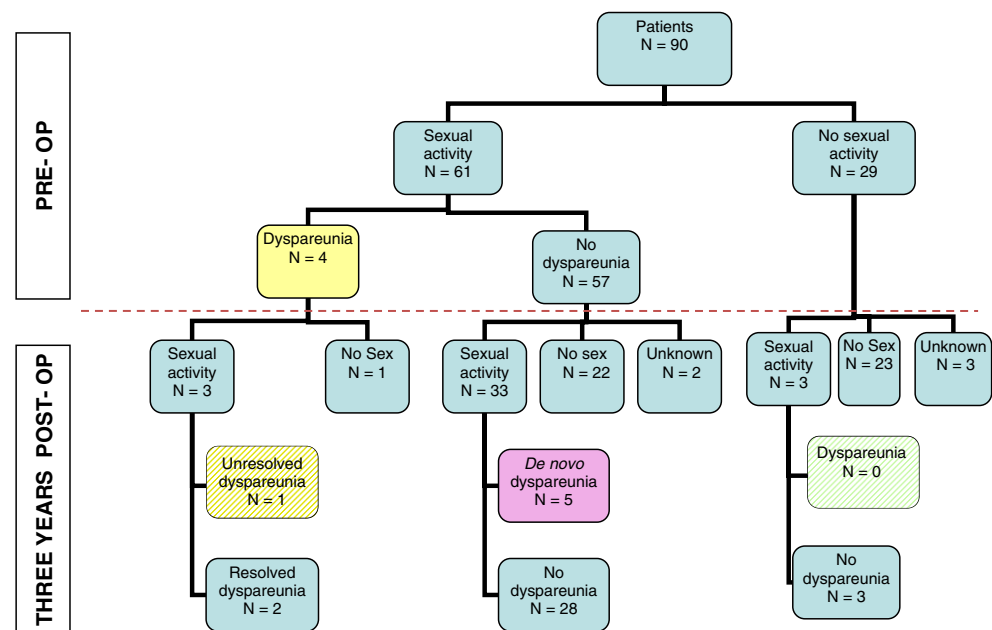 PRE- OP
Patients
N = 90
Sexual
activity
N = 61
No sexual
activity
N = 29
Dyspareunia
N = 4
No
dyspareunia
N = 57
THREE YEARS POST- OP
Sexual
activity
N = 3
No Sex
N = 1
Sexual
activity
N = 33
No sex
N = 22
Unknown
N = 2
Sexual
activity
N = 3
No Sex
N = 23
Unknown
N = 3
Unresolved
dyspareunia
N = 1
De novo
dyspareunia
N = 5
Dyspareunia
N = 0
Resolved
dyspareunia
N = 2
No
dyspareunia
N = 28
No
dyspareunia
N = 3